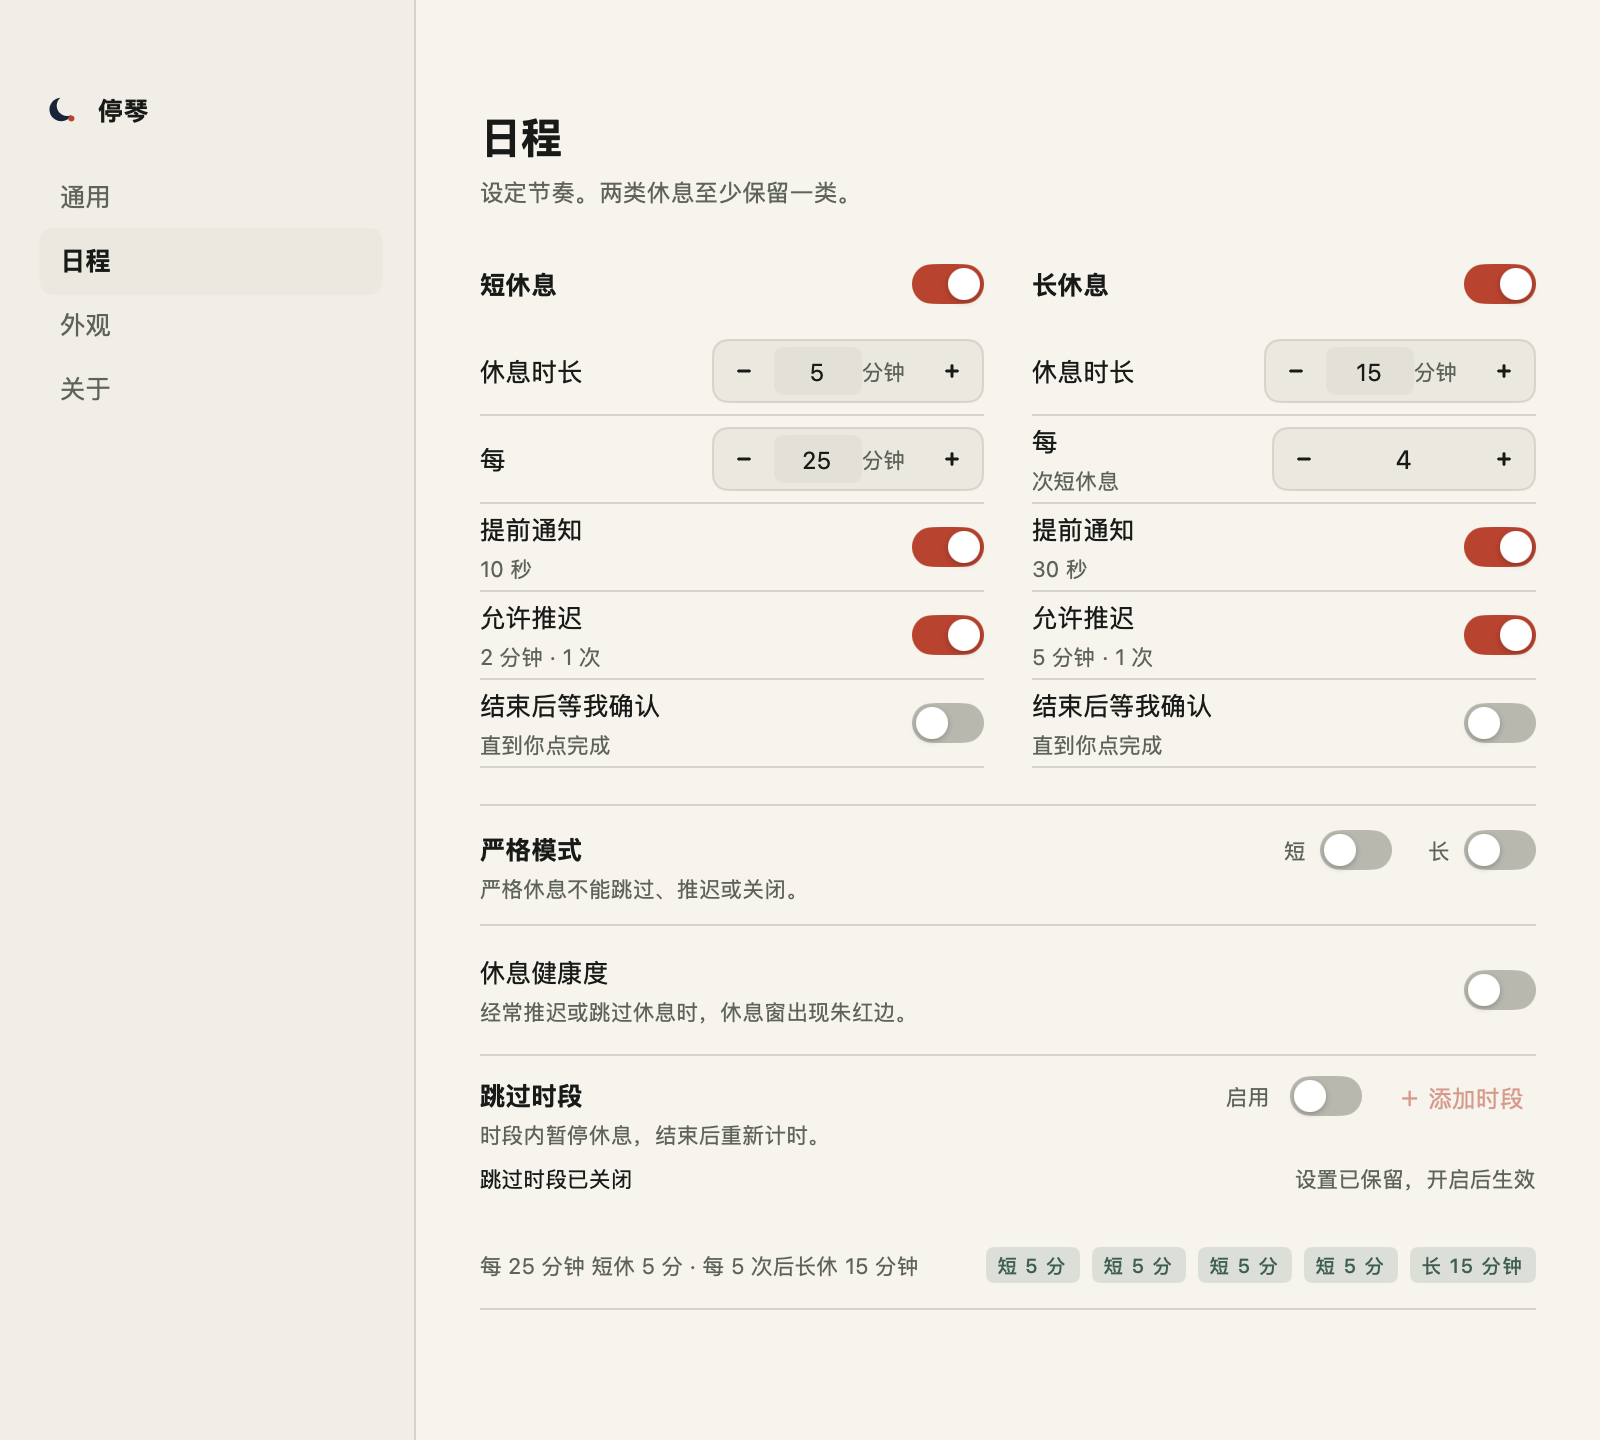 停琴
通用
日程
外观
关于
日程
设定节奏。两类休息至少保留一类。
短休息
休息时长
− 5 分钟 +
每
− 25 分钟 +
提前通知
10 秒
允许推迟
2 分钟 · 1 次
结束后等我确认
直到你点完成
长休息
休息时长
− 15 分钟 +
每
次短休息
− 4 +
提前通知
30 秒
允许推迟
5 分钟 · 1 次
结束后等我确认
直到你点完成
严格模式
短 长
严格休息不能跳过、推迟或关闭。
休息健康度
经常推迟或跳过休息时，休息窗出现朱红边。
跳过时段
启用 + 添加时段
时段内暂停休息，结束后重新计时。
跳过时段已关闭
设置已保留，开启后生效
每 25 分钟 短休 5 分 · 每 5 次后长休 15 分钟
短 5 分 短 5 分 短 5 分 短 5 分 长 15 分钟